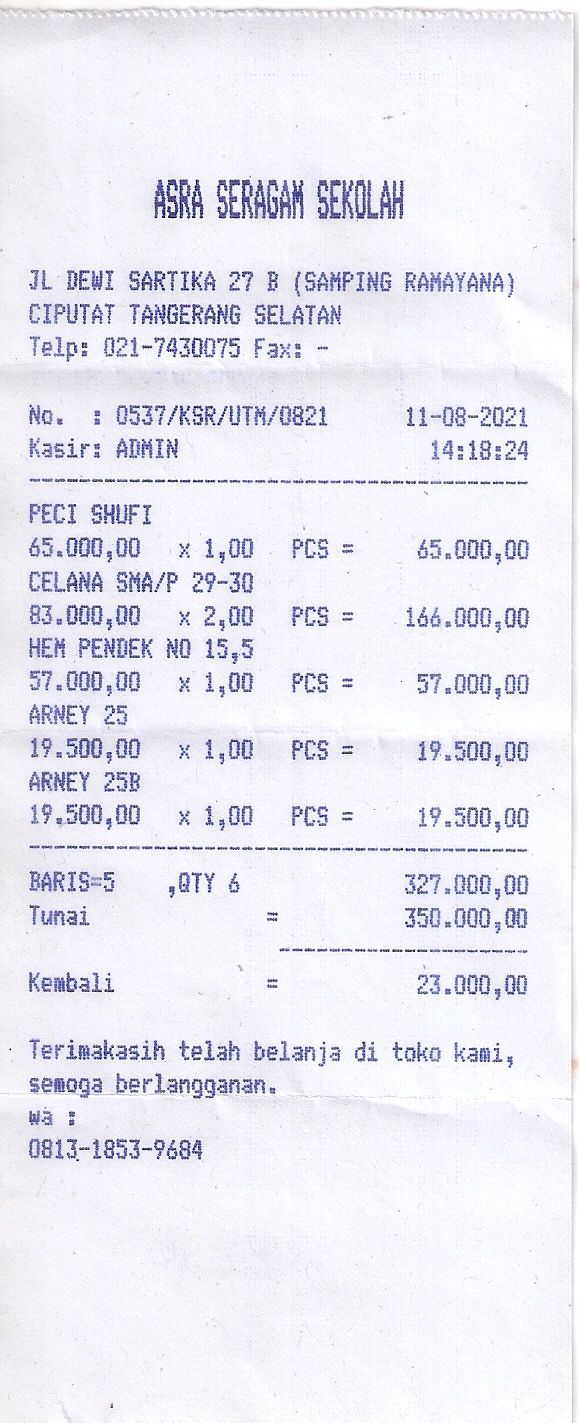 ASRA SERAGAM SEKOLAH
JL DEWI SARTIKA 27 B (SAMPING RAMAYANA)
CIPUTAT TANGERANG SELATAN
Telp: 021-7430075 Fax: -
No. : 0537/KSR/UTM/0821 11-08-2021
Kasir: ADMIN 14:18:24
PECI SHUFI
65.000,00 x 1,00 PCS = 65.000,00
CELANA SMA/P 29-30
83.000,00 x 2,00 PCS = 166.000,00
HEM PENDEK NO 15,5
57.000,00 x 1,00 PCS = 57.000,00
ARNEY 25
19.500,00 x 1,00 PCS = 19.500,00
ARNEY 25B
19.500,00 x 1,00 PCS = 19.500,00
BARIS=5 ,QTY 6 327.000,00
Tunai = 350.000,00
Kembali = 23.000,00
Terimakasih telah belanja di toko kami,
semoga berlangganan.
wa :
0813-1853-9684